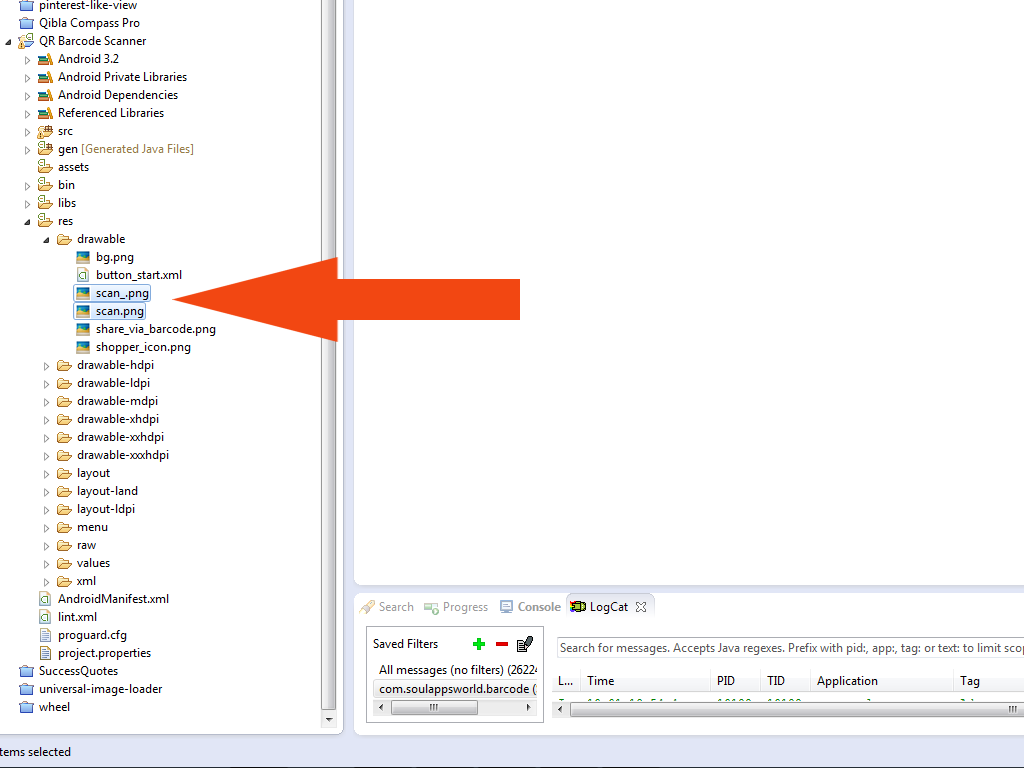 pinterest-like-view
Qibla Compass Pro
QR Barcode Scanner
Android 3.2
Android Private Libraries
Android Dependencies
Referenced Libraries
src
gen [Generated Java Files]
assets
bin
libs
res
drawable
bg.png
button_start.xml
scan_.png
scan.png
share_via_barcode.png
shopper_icon.png
drawable-hdpi
drawable-ldpi
drawable-mdpi
drawable-xhdpi
drawable-xxhdpi
drawable-xxxhdpi
layout
layout-land
layout-ldpi
menu
raw
values
xml
AndroidManifest.xml
lint.xml
proguard.cfg
project.properties
SuccessQuotes
universal-image-loader
wheel
tems selected
Search Progress Console LogCat
Saved Filters
All messages (no filters) (26224
com.soulappsworld.barcode (
Search for messages. Accepts Java regexes. Prefix with pid:, app:, tag: or text: to limit scop
L... Time PID TID Application Tag